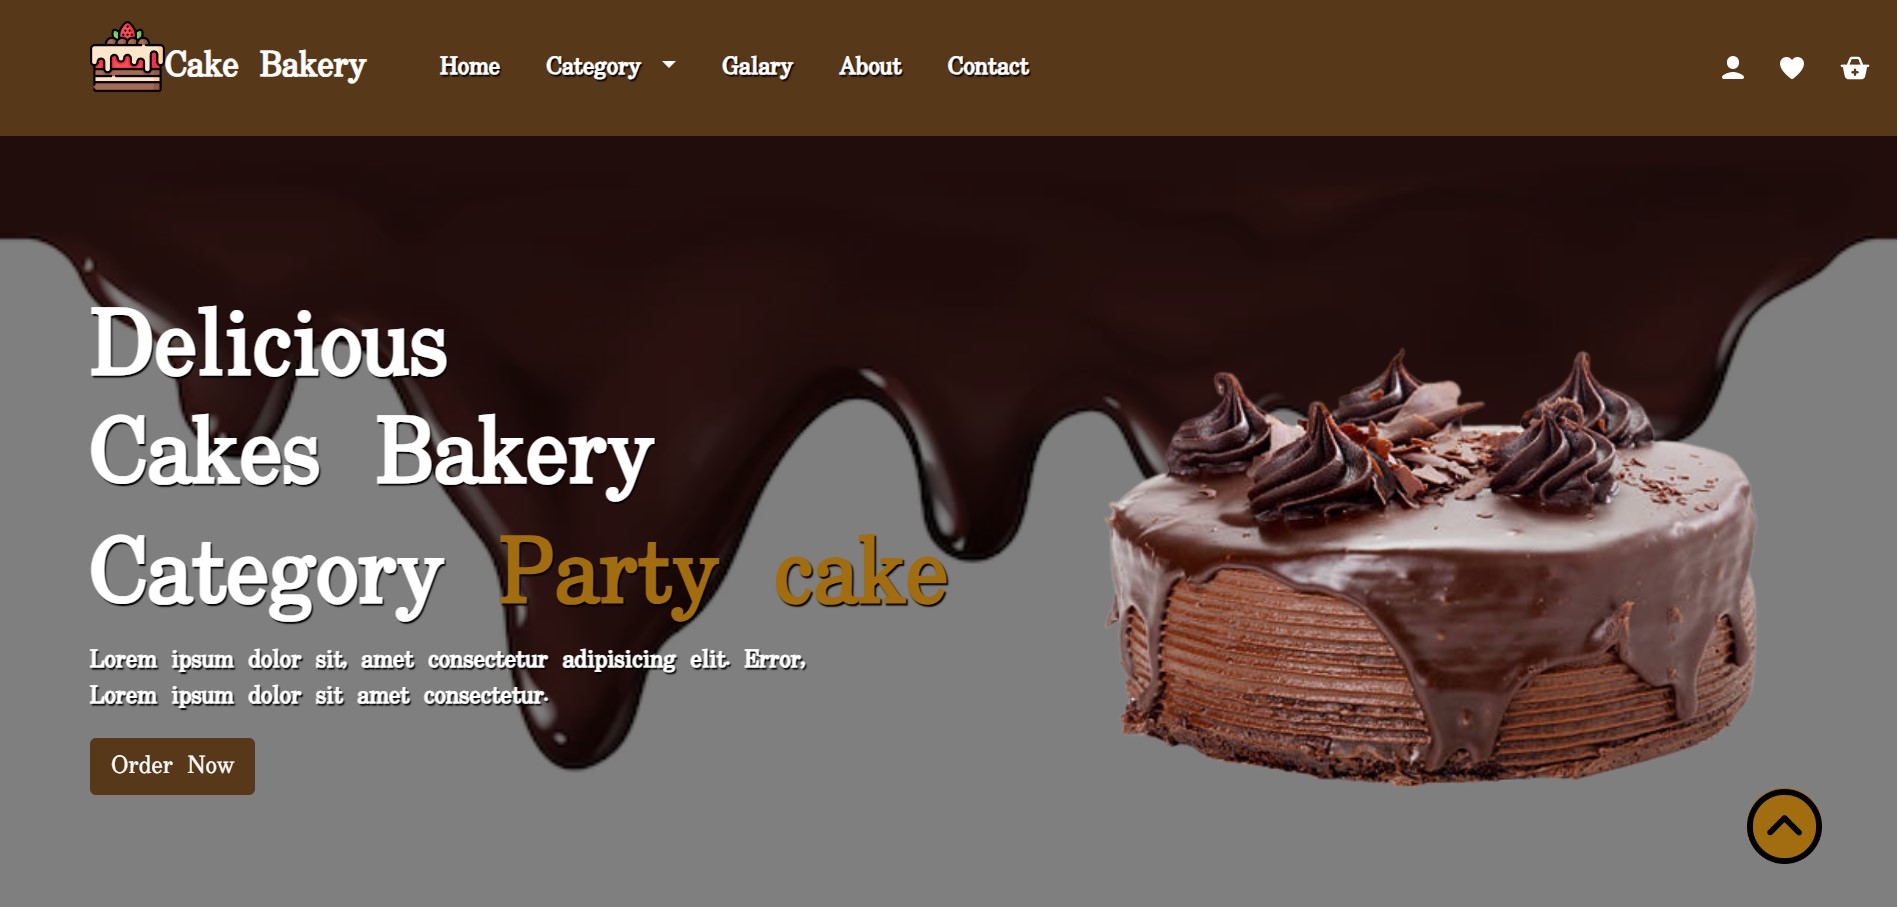 Cake Bakery
Home Category Galary About Contact
Delicious
Cakes Bakery
Category Party cake
Lorem ipsum dolor sit, amet consectetur adipisicing elit. Error,
Lorem ipsum dolor sit amet consectetur.
Order Now